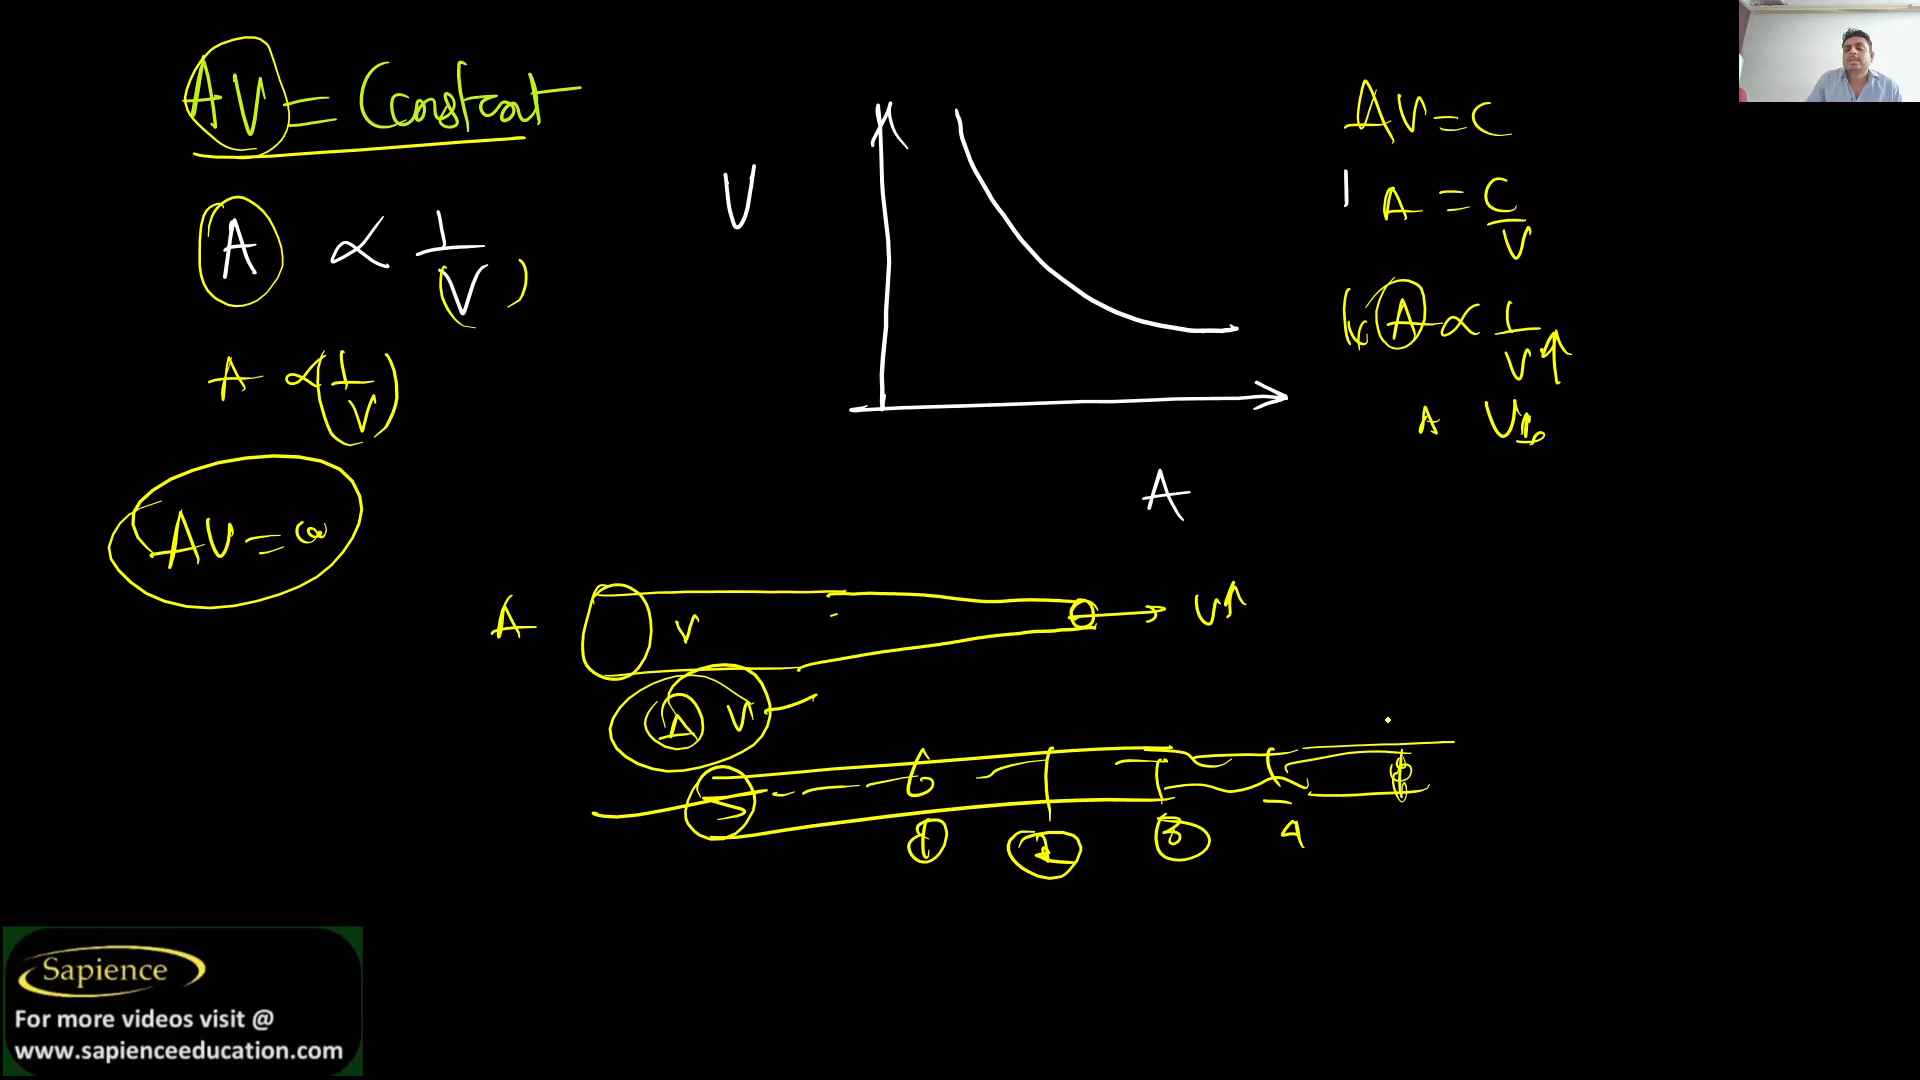 AV = Constant
A ∝ 1/V
A ∝ (1/V)
AV = co
V
A
AV = C
A = C/V
A ∝ 1/V↑
A V
A V V↑
A V
1 2 3 4
Sapience
For more videos visit @
www.sapienceeducation.com